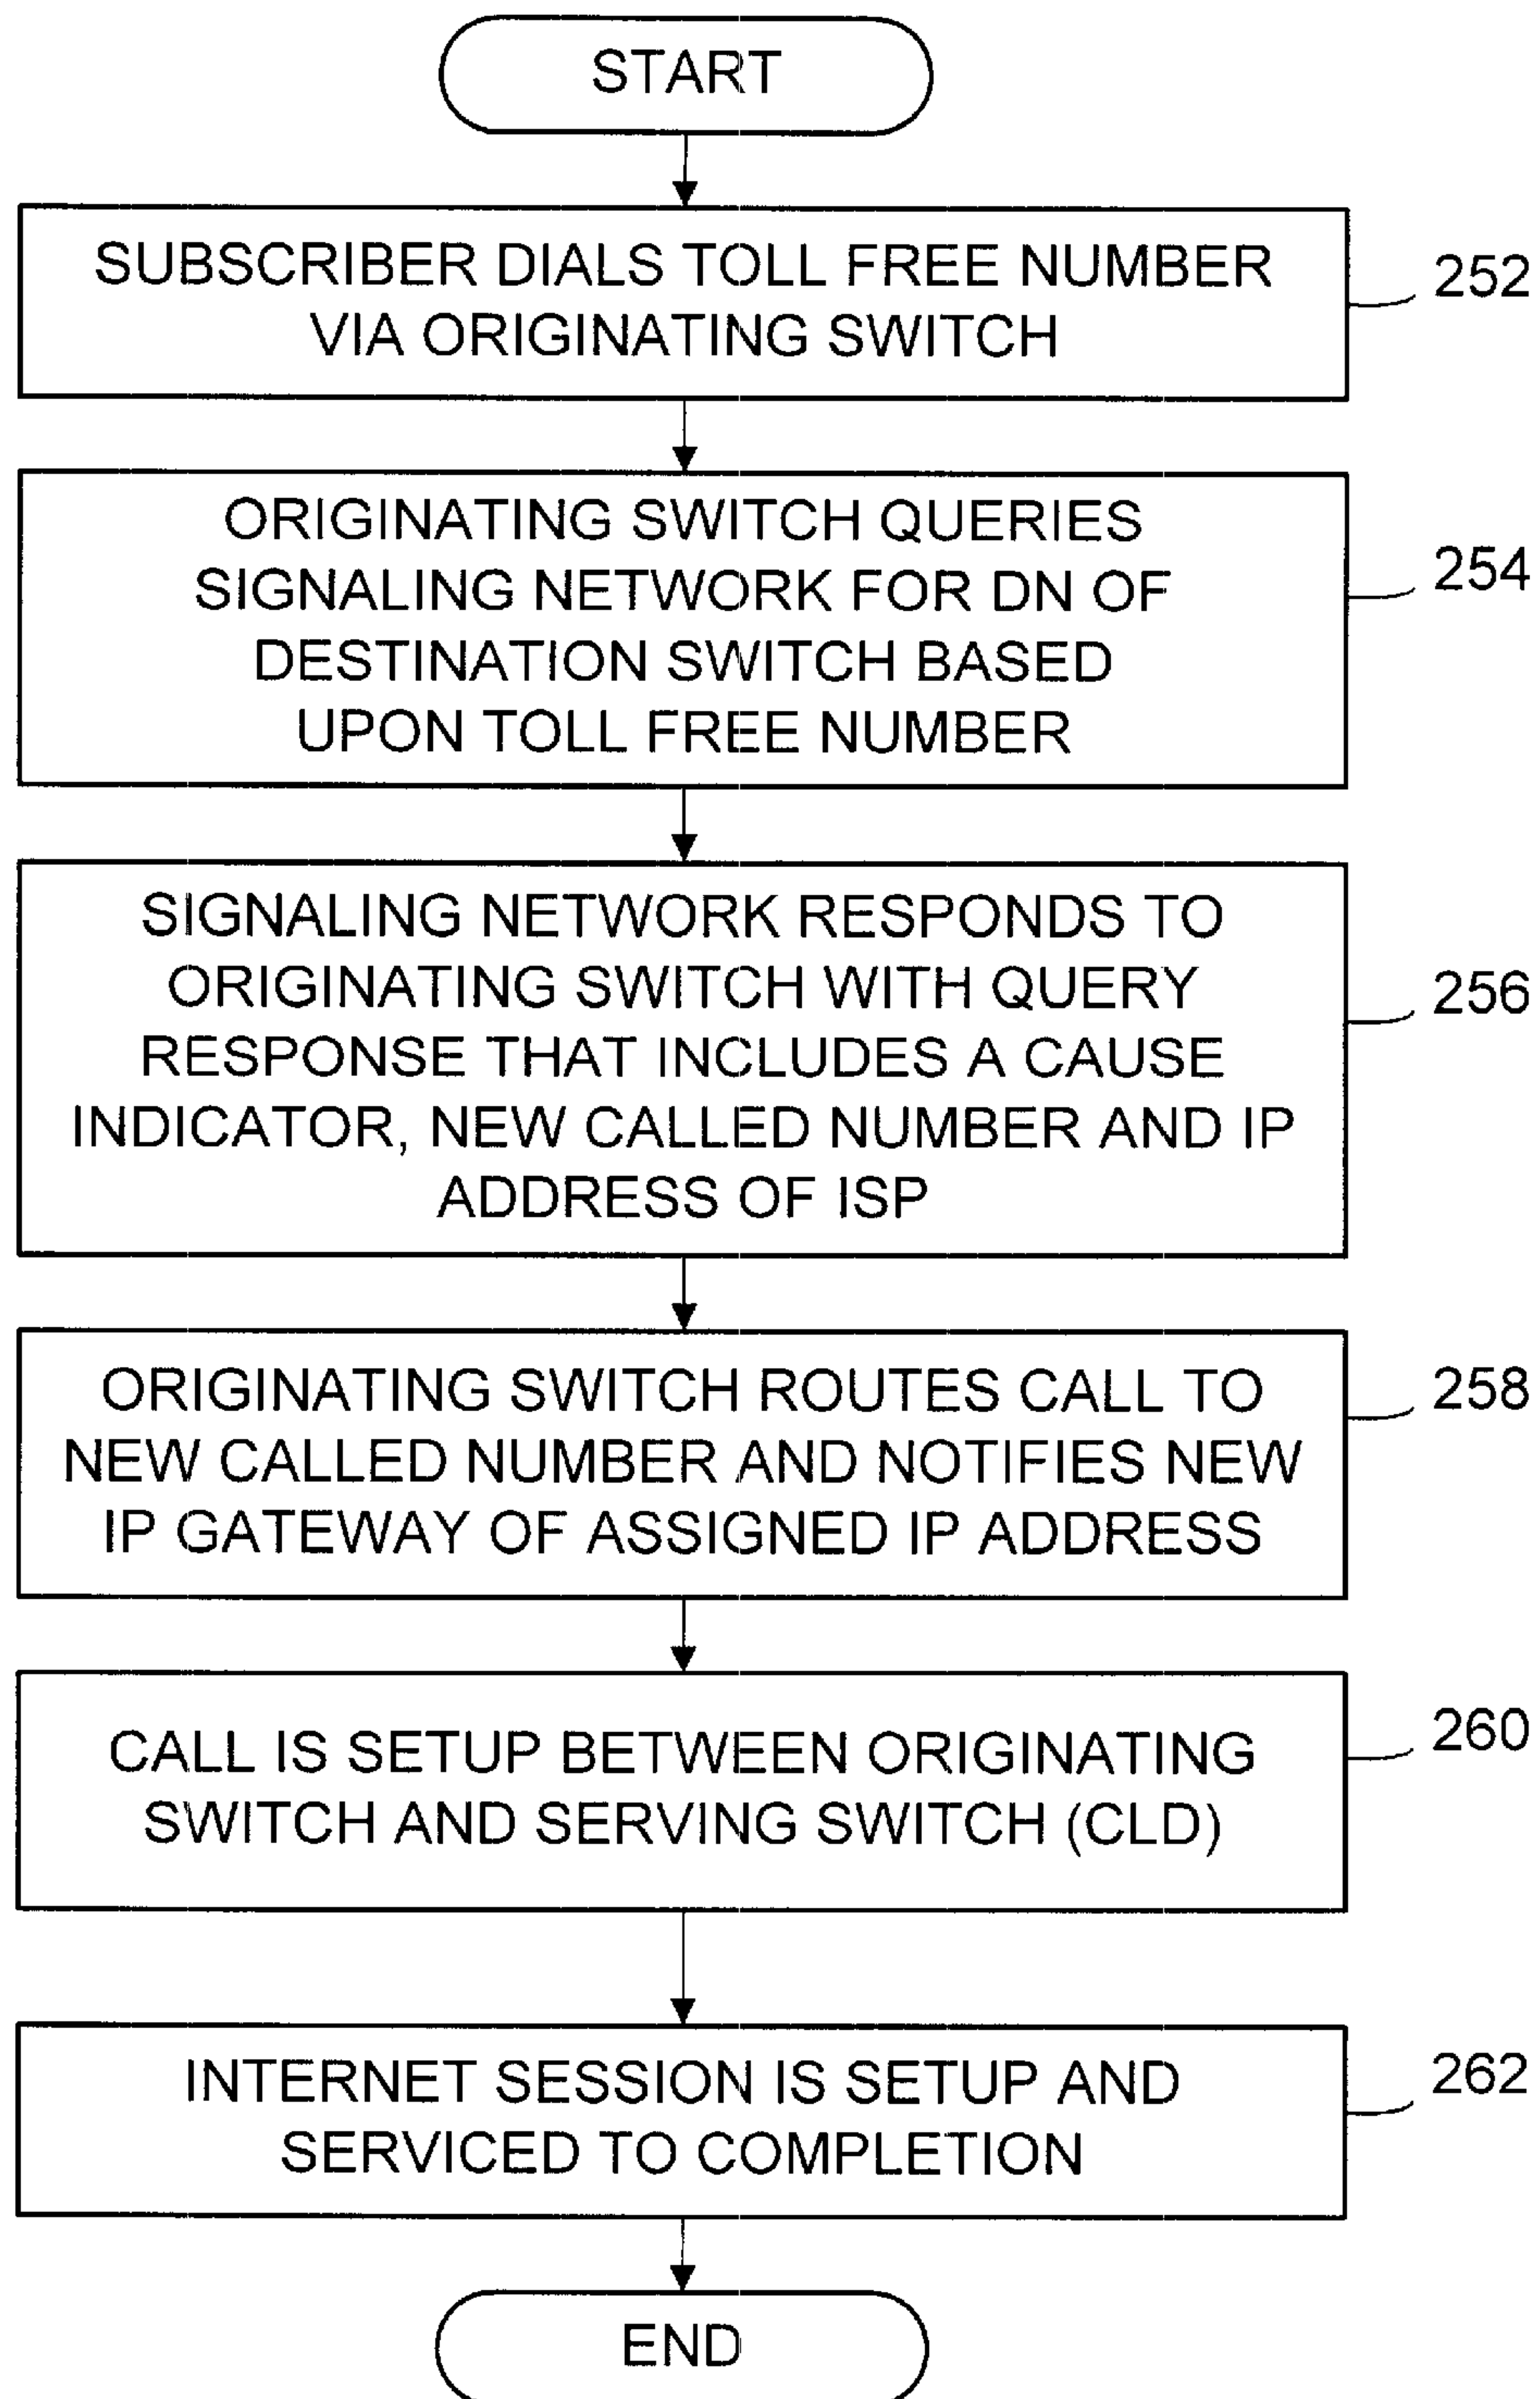 START
SUBSCRIBER DIALS TOLL FREE NUMBER
VIA ORIGINATING SWITCH
252
ORIGINATING SWITCH QUERIES
SIGNALING NETWORK FOR DN OF
DESTINATION SWITCH BASED
UPON TOLL FREE NUMBER
254
SIGNALING NETWORK RESPONDS TO
ORIGINATING SWITCH WITH QUERY
RESPONSE THAT INCLUDES A CAUSE
INDICATOR, NEW CALLED NUMBER AND IP
ADDRESS OF ISP
256
ORIGINATING SWITCH ROUTES CALL TO
NEW CALLED NUMBER AND NOTIFIES NEW
IP GATEWAY OF ASSIGNED IP ADDRESS
258
CALL IS SETUP BETWEEN ORIGINATING
SWITCH AND SERVING SWITCH (CLD)
260
INTERNET SESSION IS SETUP AND
SERVICED TO COMPLETION
262
END